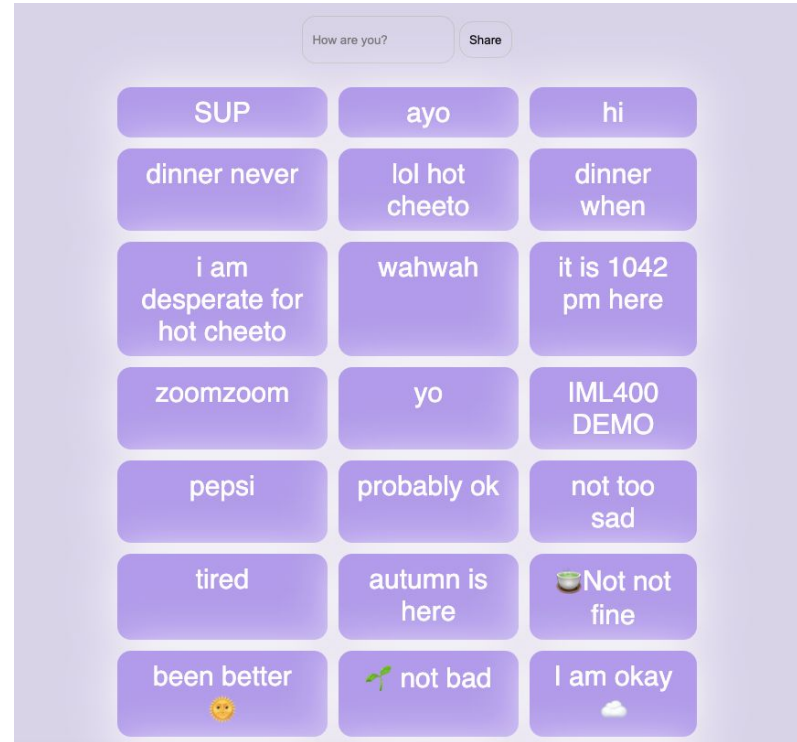 How are you?
Share
SUP
ayo
hi
dinner never
lol hot
cheeto
dinner
when
i am
desperate for
hot cheeto
wahwah
it is 1042
pm here
zoomzoom
yo
IML400
DEMO
pepsi
probably ok
not too
sad
tired
autumn is
here
🍵Not not
fine
been better
🌞
🌱 not bad
I am okay
☁️